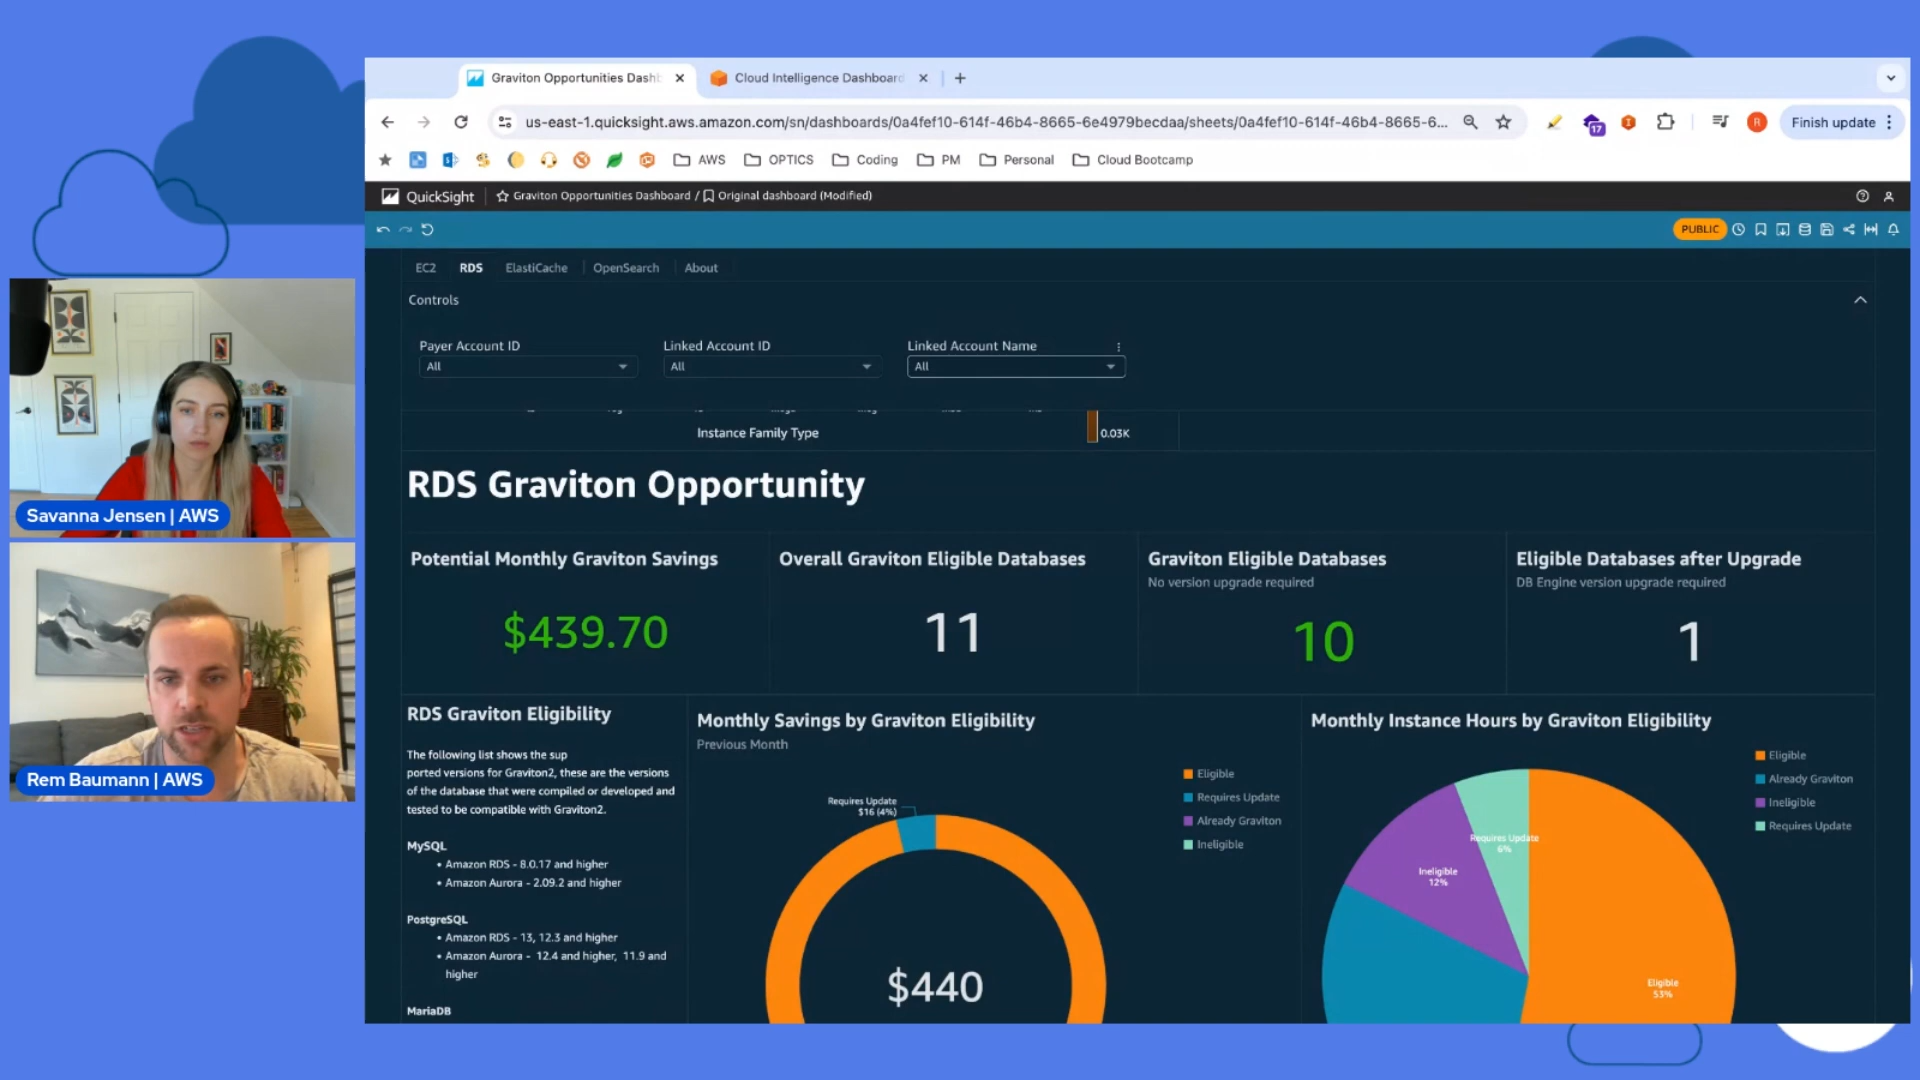 Graviton Opportunities Dashb
Cloud Intelligence Dashboard
us-east-1.quicksight.aws.amazon.com/sn/dashboards/0a4fef10-614f-46b4-8665-6e4979becdaa/sheets/0a4fef10-614f-46b4-8665-6...
17
R
Finish update
AWS
OPTICS
Coding
PM
Personal
Cloud Bootcamp
QuickSight
Graviton Opportunities Dashboard / Original dashboard (Modified)
PUBLIC
EC2
RDS
ElastiCache
OpenSearch
About
Controls
Payer Account ID
All
Linked Account ID
All
Linked Account Name
All
Instance Family Type
0.03K
RDS Graviton Opportunity
Potential Monthly Graviton Savings
$439.70
Overall Graviton Eligible Databases
11
Graviton Eligible Databases
No version upgrade required
10
Eligible Databases after Upgrade
DB Engine version upgrade required
1
RDS Graviton Eligibility
The following list shows the sup
ported versions for Graviton2, these are the versions
of the database that were compiled or developed and
tested to be compatible with Graviton2.
MySQL
• Amazon RDS - 8.0.17 and higher
• Amazon Aurora - 2.09.2 and higher
PostgreSQL
• Amazon RDS - 13, 12.3 and higher
• Amazon Aurora - 12.4 and higher, 11.9 and
higher
MariaDB
Monthly Savings by Graviton Eligibility
Previous Month
Requires Update
$16 (4%)
$440
Eligible
Requires Update
Already Graviton
Ineligible
Monthly Instance Hours by Graviton Eligibility
Requires Update
6%
Ineligible
12%
Eligible
53%
Eligible
Already Graviton
Ineligible
Requires Update
Savanna Jensen | AWS
Rem Baumann | AWS